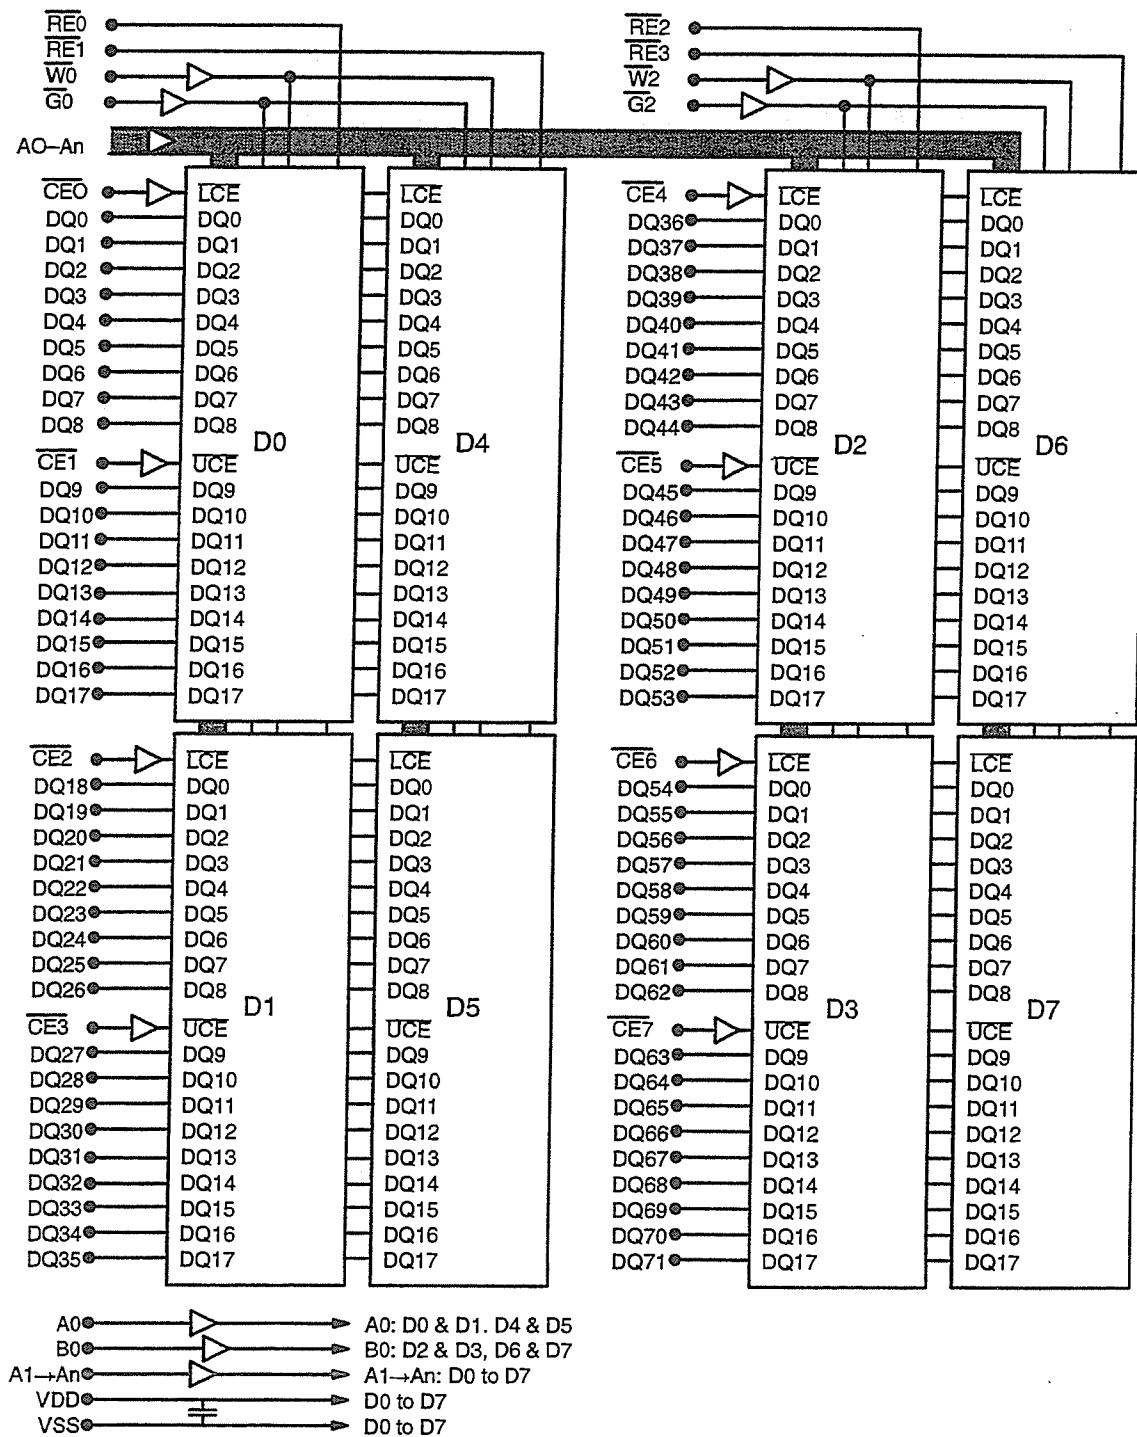 RE0
RE1
W0
G0
RE2
RE3
W2
G2
AO–An
CEO LCE LCE
DQ0 DQ0 DQ0
DQ1 DQ1 DQ1
DQ2 DQ2 DQ2
DQ3 DQ3 DQ3
DQ4 DQ4 DQ4
DQ5 DQ5 DQ5
DQ6 DQ6 DQ6
DQ7 DQ7 DQ7
DQ8 DQ8 DQ8
D0 D4
CE1 UCE UCE
DQ9 DQ9 DQ9
DQ10 DQ10 DQ10
DQ11 DQ11 DQ11
DQ12 DQ12 DQ12
DQ13 DQ13 DQ13
DQ14 DQ14 DQ14
DQ15 DQ15 DQ15
DQ16 DQ16 DQ16
DQ17 DQ17 DQ17
CE4 LCE LCE
DQ36 DQ0 DQ0
DQ37 DQ1 DQ1
DQ38 DQ2 DQ2
DQ39 DQ3 DQ3
DQ40 DQ4 DQ4
DQ41 DQ5 DQ5
DQ42 DQ6 DQ6
DQ43 DQ7 DQ7
DQ44 DQ8 DQ8
D2 D6
CE5 UCE UCE
DQ45 DQ9 DQ9
DQ46 DQ10 DQ10
DQ47 DQ11 DQ11
DQ48 DQ12 DQ12
DQ49 DQ13 DQ13
DQ50 DQ14 DQ14
DQ51 DQ15 DQ15
DQ52 DQ16 DQ16
DQ53 DQ17 DQ17
CE2 LCE LCE
DQ18 DQ0 DQ0
DQ19 DQ1 DQ1
DQ20 DQ2 DQ2
DQ21 DQ3 DQ3
DQ22 DQ4 DQ4
DQ23 DQ5 DQ5
DQ24 DQ6 DQ6
DQ25 DQ7 DQ7
DQ26 DQ8 DQ8
D1 D5
CE3 UCE UCE
DQ27 DQ9 DQ9
DQ28 DQ10 DQ10
DQ29 DQ11 DQ11
DQ30 DQ12 DQ12
DQ31 DQ13 DQ13
DQ32 DQ14 DQ14
DQ33 DQ15 DQ15
DQ34 DQ16 DQ16
DQ35 DQ17 DQ17
CE6 LCE LCE
DQ54 DQ0 DQ0
DQ55 DQ1 DQ1
DQ56 DQ2 DQ2
DQ57 DQ3 DQ3
DQ58 DQ4 DQ4
DQ59 DQ5 DQ5
DQ60 DQ6 DQ6
DQ61 DQ7 DQ7
DQ62 DQ8 DQ8
D3 D7
CE7 UCE UCE
DQ63 DQ9 DQ9
DQ64 DQ10 DQ10
DQ65 DQ11 DQ11
DQ66 DQ12 DQ12
DQ67 DQ13 DQ13
DQ68 DQ14 DQ14
DQ69 DQ15 DQ15
DQ70 DQ16 DQ16
DQ71 DQ17 DQ17
A0 A0: D0 & D1. D4 & D5
B0 B0: D2 & D3, D6 & D7
A1→An A1→An: D0 to D7
VDD D0 to D7
VSS D0 to D7